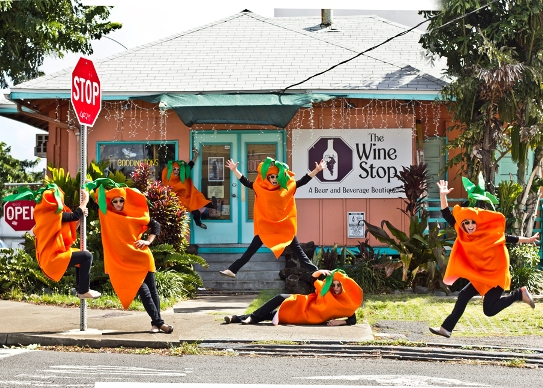 STOP
The
Wine
Stop
A Beer and Beverage Boutique
OPEN